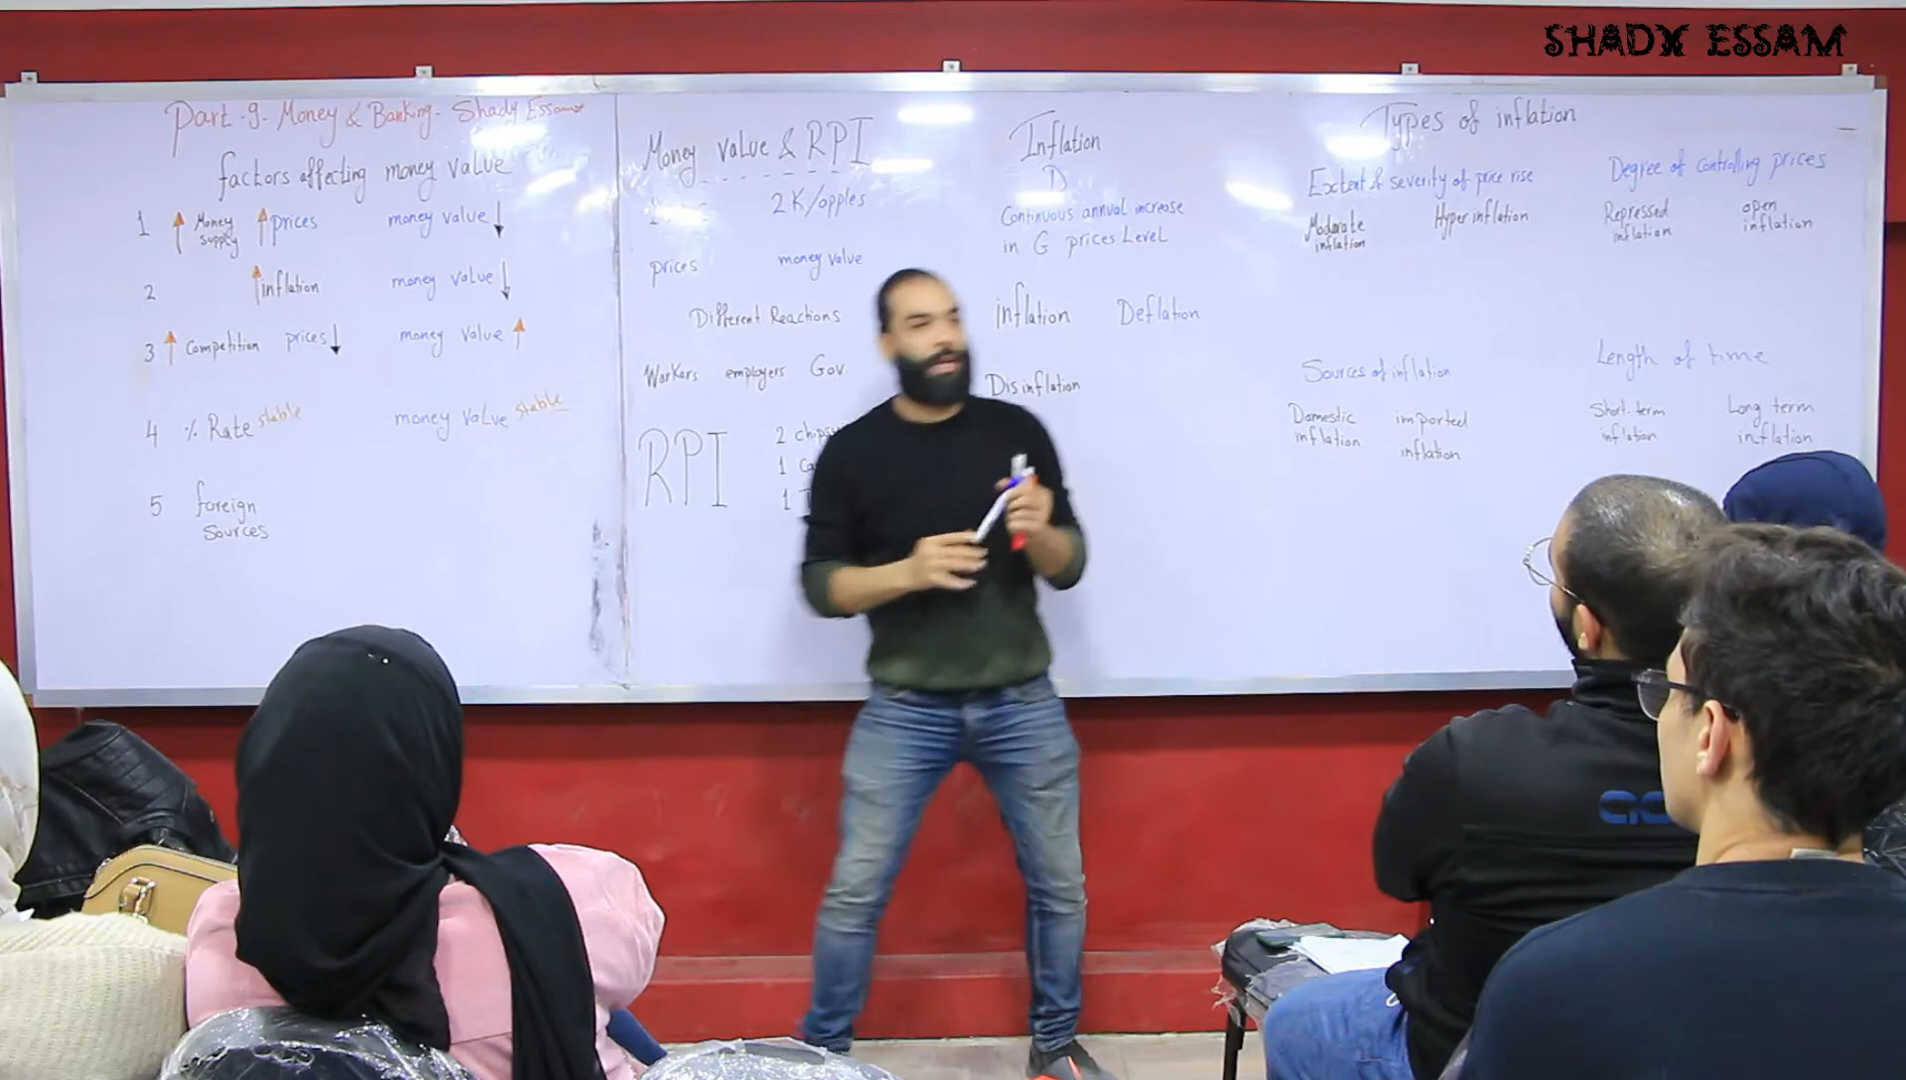 SHADY ESSAM
Part.9. Money & Banking. Shady Essam
factors affecting money value
1 ↑ Money supply ↑ prices money value ↓
2 ↑ inflation money value ↓
3 ↑ Competition prices ↓ money value ↑
4 % Rate stable money value stable
5 foreign
Sources
Money value & RPI
2 K/apples
prices money value
Different Reactions
Workers employers Gov
RPI
2 chips
1
1
Inflation
D
Continuous annual increase
in G prices Level
inflation Deflation
Disinflation
Types of inflation
Extent & severity of price rise
Moderate
inflation
Hyper inflation
Degree of controlling prices
Repressed
inflation
open
inflation
Sources of inflation
Domestic
inflation
imported
inflation
Length of time
Short-term
inflation
Long term
inflation